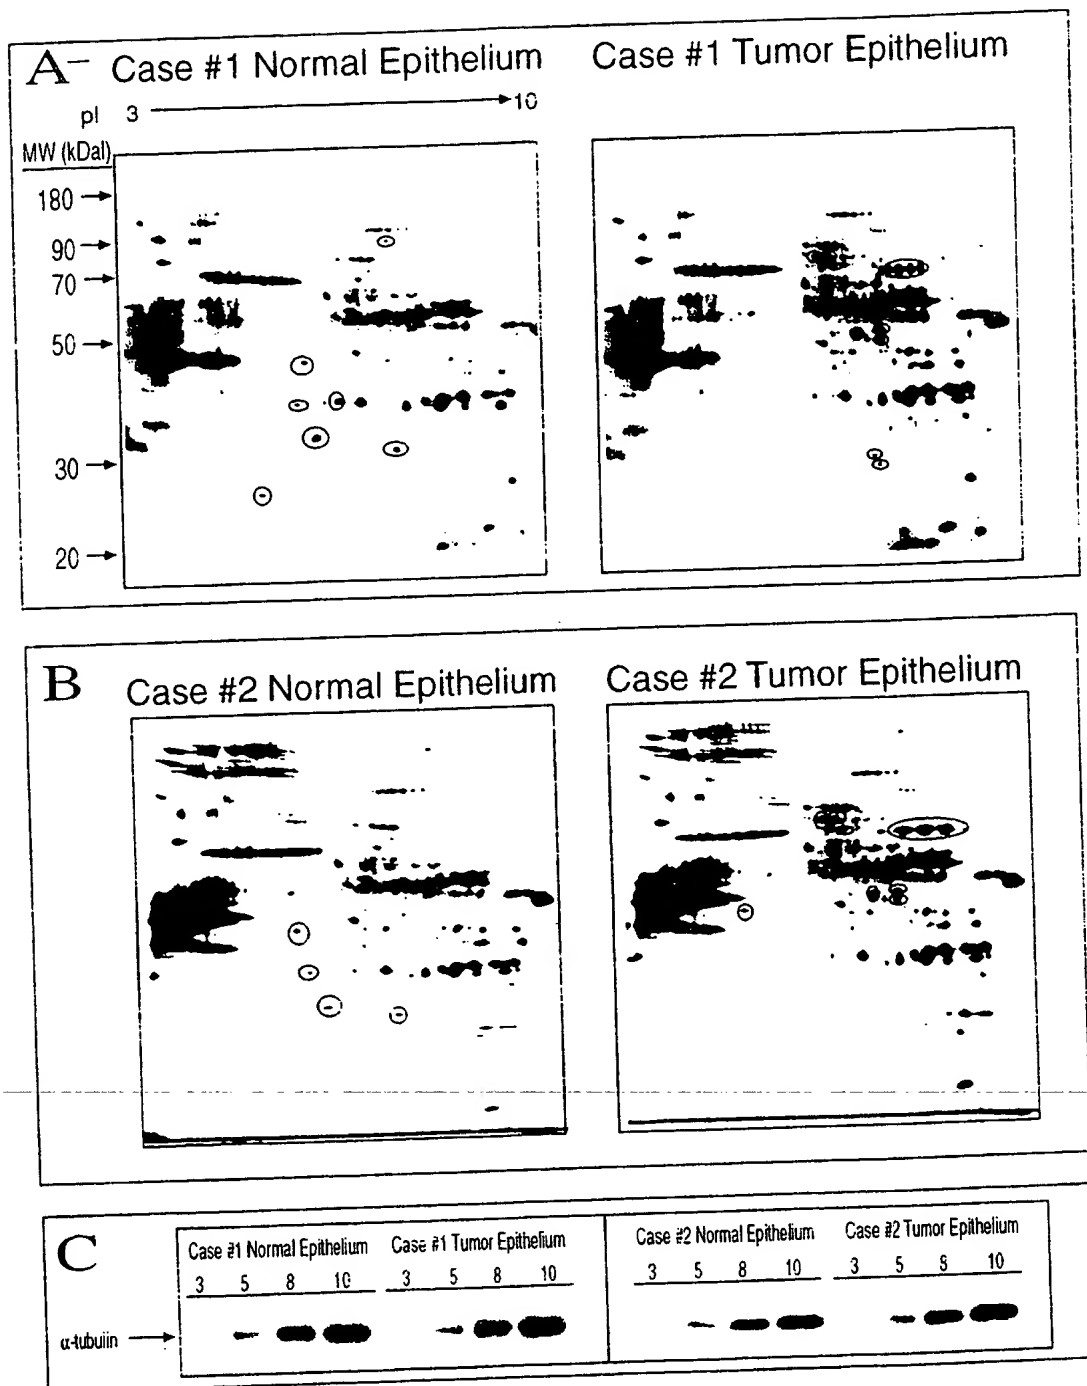 A
Case #1 Normal Epithelium
Case #1 Tumor Epithelium
pI 3 10
MW (kDal)
180
90
70
50
30
20
B
Case #2 Normal Epithelium
Case #2 Tumor Epithelium
C
Case #1 Normal Epithelium
Case #1 Tumor Epithelium
Case #2 Normal Epithelium
Case #2 Tumor Epithelium
3 5 8 10
3 5 8 10
3 5 8 10
3 5 8 10
α-tubulin